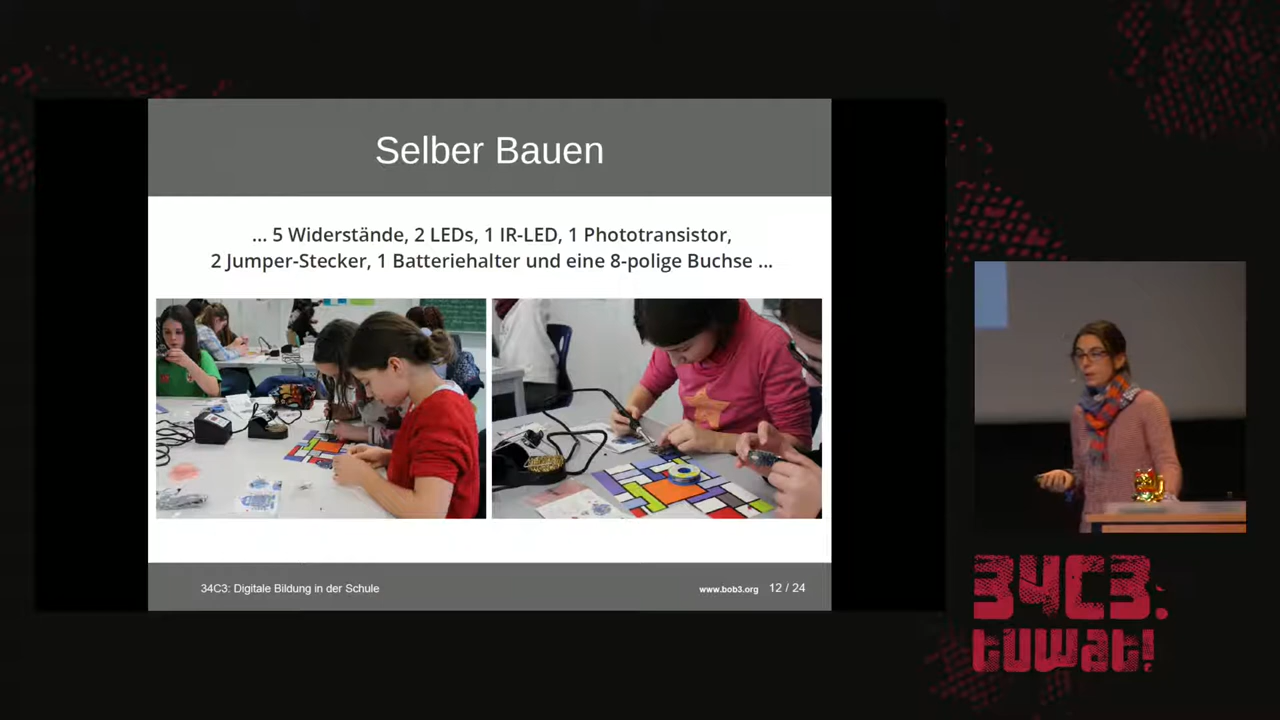 Selber Bauen
... 5 Widerstände, 2 LEDs, 1 IR-LED, 1 Phototransistor,
2 Jumper-Stecker, 1 Batteriehalter und eine 8-polige Buchse ...
34C3: Digitale Bildung in der Schule
www.bob3.org
12 / 24
34C3:
tuwat!